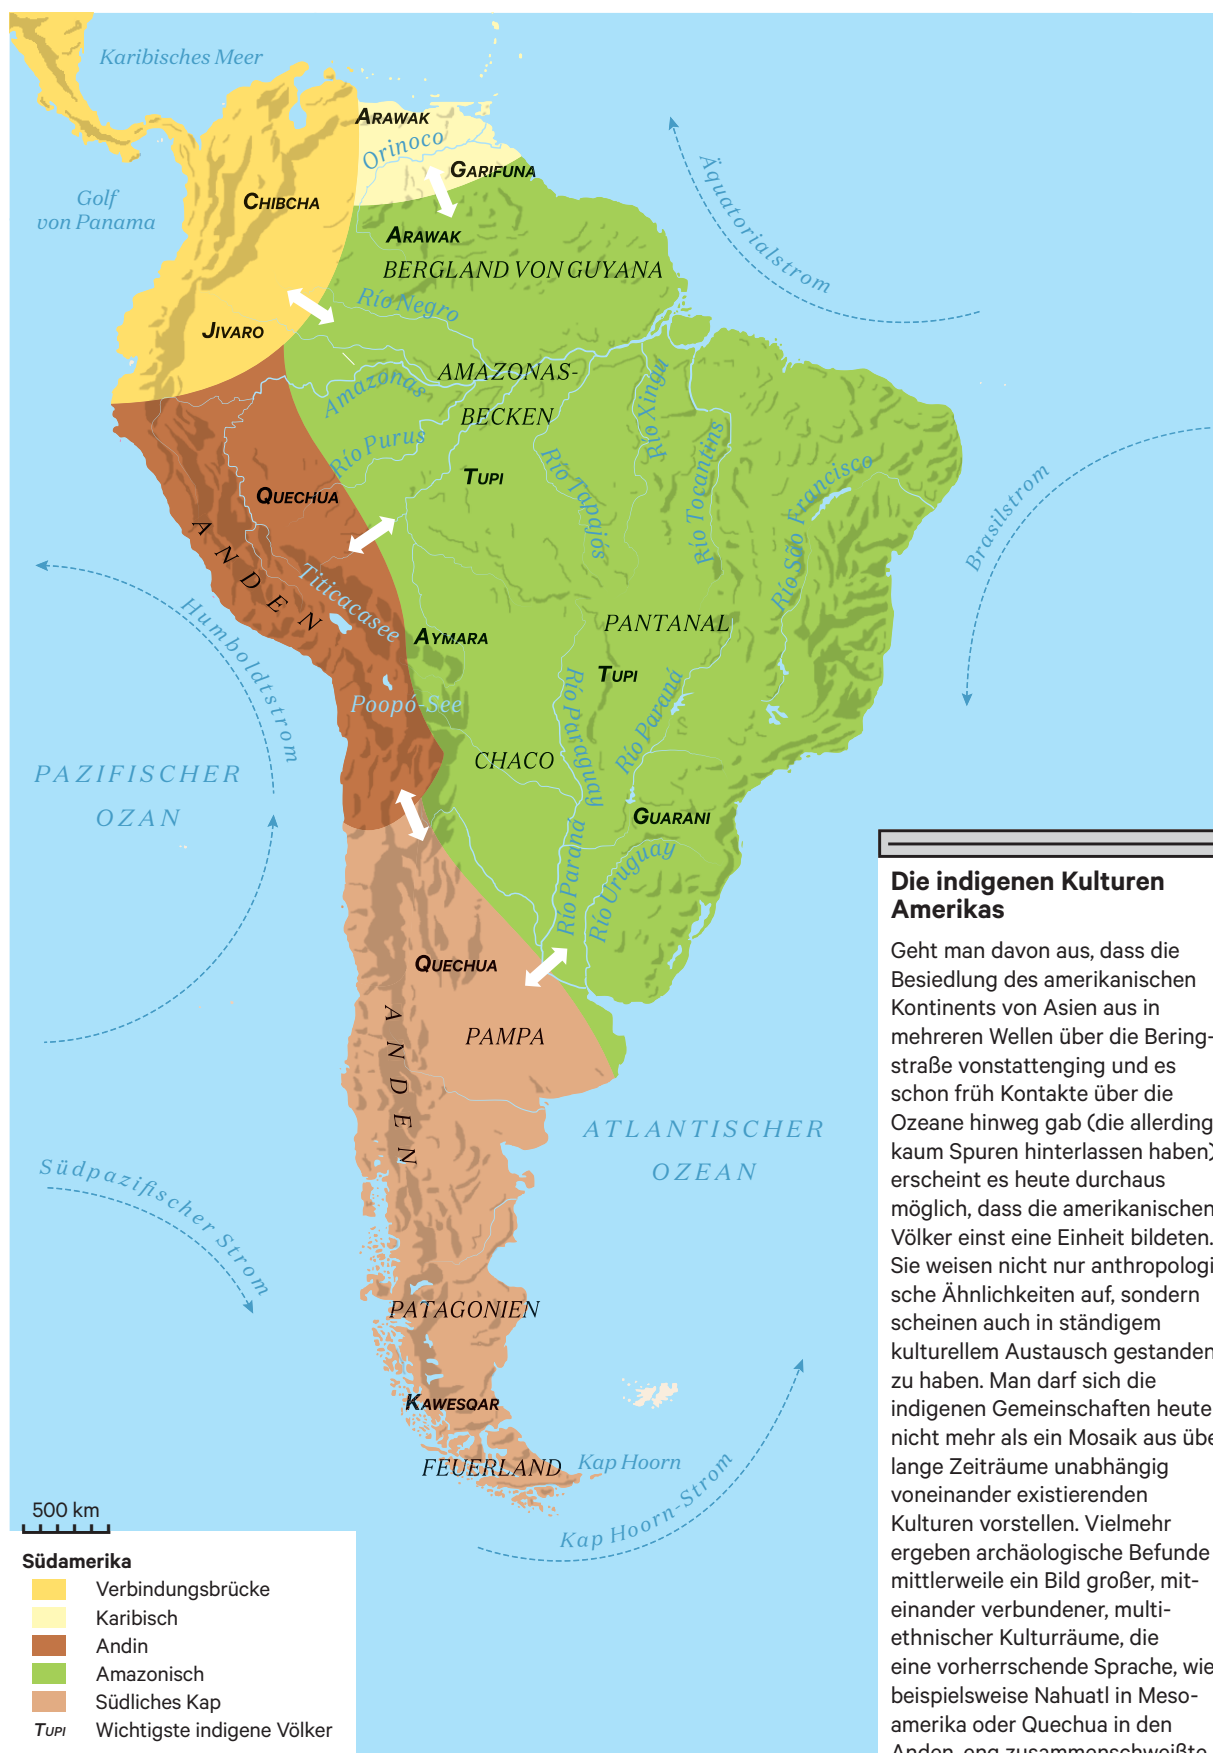 Karibisches Meer
Golf
von Panama
ARAWAK
Orinoco
GARIFUNA
CHIBCHA
ARAWAK
BERGLAND VON GUYANA
Äquatorialstrom
Río Negro
JIVARO
AMAZONAS-
BECKEN
Amazonas
Río Xingu
Río Purus
Río Tocantins
TUPI
Río Tapajós
Río São Francisco
Brasilstrom
QUECHUA
ANDEN
Titicacasee
Humboldtstrom
AYMARA
PANTANAL
TUPI
Poopó-See
Río Paraguay
Río Paraná
CHACO
PAZIFISCHER
OZAN
GUARANI
Río Paraná
Río Uruguay
QUECHUA
ANDEN
PAMPA
ATLANTISCHER
OZEAN
Südpazifischer Strom
PATAGONIEN
KAWESQAR
FEUERLAND
Kap Hoorn
Kap Hoorn-Strom
500 km
Südamerika
Verbindungsbrücke
Karibisch
Andin
Amazonisch
Südliches Kap
TUPI Wichtigste indigene Völker
Die indigenen Kulturen
Amerikas
Geht man davon aus, dass die
Besiedlung des amerikanischen
Kontinents von Asien aus in
mehreren Wellen über die Bering-
straße vonstattenging und es
schon früh Kontakte über die
Ozeane hinweg gab (die allerding
kaum Spuren hinterlassen haben)
erscheint es heute durchaus
möglich, dass die amerikanischen
Völker einst eine Einheit bildeten.
Sie weisen nicht nur anthropologi
sche Ähnlichkeiten auf, sondern
scheinen auch in ständigem
kulturellem Austausch gestanden
zu haben. Man darf sich die
indigenen Gemeinschaften heute
nicht mehr als ein Mosaik aus übe
lange Zeiträume unabhängig
voneinander existierenden
Kulturen vorstellen. Vielmehr
ergeben archäologische Befunde
mittlerweile ein Bild großer, mit-
einander verbundener, multi-
ethnischer Kulturräume, die
eine vorherrschende Sprache, wie
beispielsweise Nahuatl in Meso-
amerika oder Quechua in den
Anden, eng zusammenschweißte